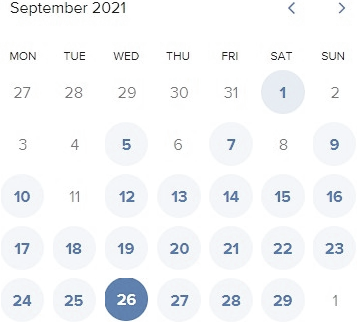 September 2021
MON TUE WED THU FRI SAT SUN
27 28 29 30 31 1 2
3 4 5 6 7 8 9
10 11 12 13 14 15 16
17 18 19 20 21 22 23
24 25 26 27 28 29 1